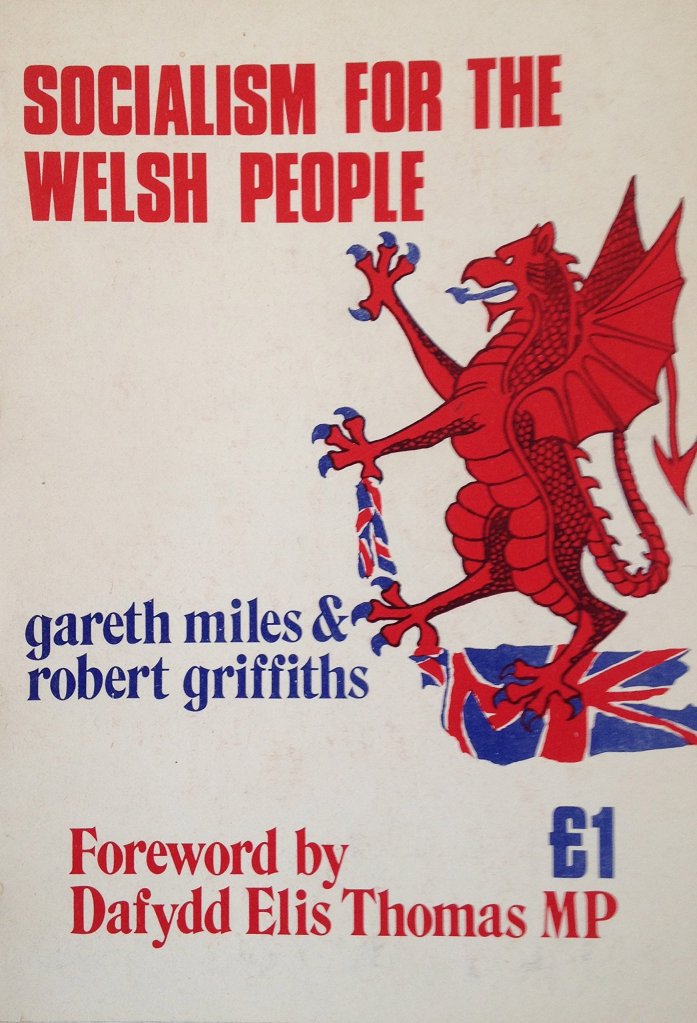 SOCIALISM FOR THE
WELSH PEOPLE
gareth miles &
robert griffiths
£1
Foreword by
Dafydd Elis Thomas MP